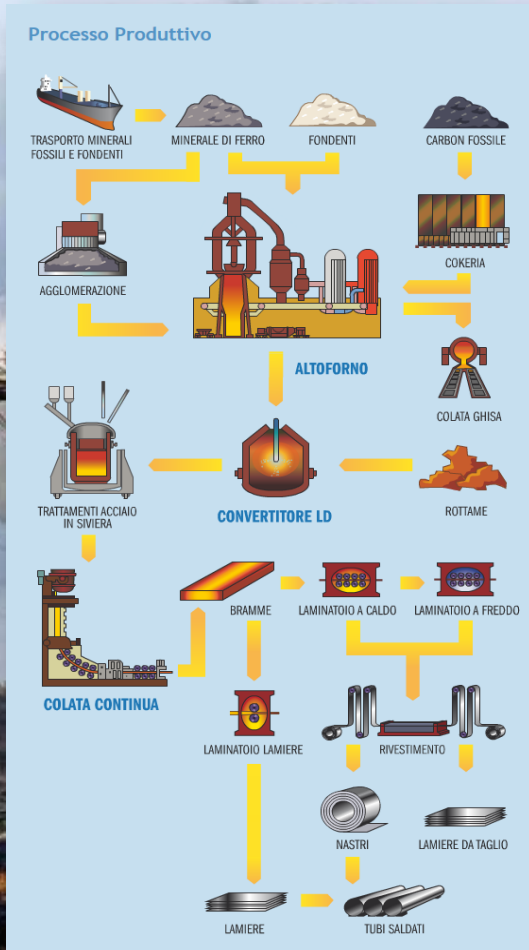 Processo Produttivo
TRASPORTO MINERALI
FOSSILI E FONDENTI
MINERALE DI FERRO
FONDENTI
CARBON FOSSILE
AGGLOMERAZIONE
COKERIA
ALTOFORNO
COLATA GHISA
TRATTAMENTI ACCIAIO
IN SIVIERA
CONVERTITORE LD
ROTTAME
BRAMME
LAMINATOIO A CALDO
LAMINATOIO A FREDDO
COLATA CONTINUA
LAMINATOIO LAMIERE
RIVESTIMENTO
NASTRI
LAMIERE DA TAGLIO
LAMIERE
TUBI SALDATI